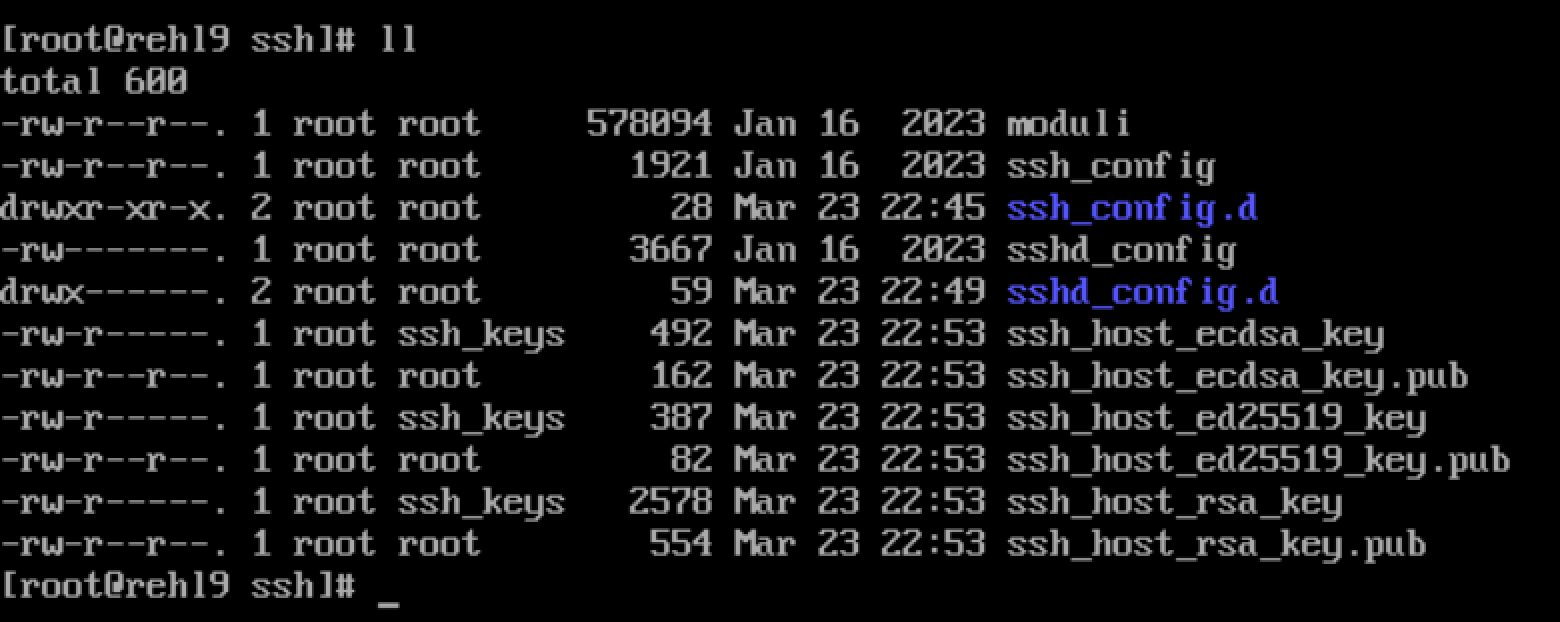 [root@rehl9 ssh]# ll
total 600
-rw-r--r--. 1 root root     578094 Jan 16  2023 moduli
-rw-r--r--. 1 root root       1921 Jan 16  2023 ssh_config
drwxr-xr-x. 2 root root         28 Mar 23 22:45 ssh_config.d
-rw-------. 1 root root       3667 Jan 16  2023 sshd_config
drwx------. 2 root root         59 Mar 23 22:49 sshd_config.d
-rw-r-----. 1 root ssh_keys    492 Mar 23 22:53 ssh_host_ecdsa_key
-rw-r--r--. 1 root root        162 Mar 23 22:53 ssh_host_ecdsa_key.pub
-rw-r-----. 1 root ssh_keys    387 Mar 23 22:53 ssh_host_ed25519_key
-rw-r--r--. 1 root root         82 Mar 23 22:53 ssh_host_ed25519_key.pub
-rw-r-----. 1 root ssh_keys   2578 Mar 23 22:53 ssh_host_rsa_key
-rw-r--r--. 1 root root        554 Mar 23 22:53 ssh_host_rsa_key.pub
[root@rehl9 ssh]# _